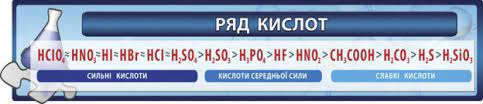 РЯД КИСЛОТ
HClO₄≈HNO₃≈HI≈HBr≈HCl≈H₂SO₄>H₂SO₃>H₃PO₄>HF>HNO₂>CH₃COOH>H₂CO₃>H₂S>H₂SiO₃
СИЛЬНІ КИСЛОТИ КИСЛОТИ СЕРЕДНЬОЇ СИЛИ СЛАБКІ КИСЛОТИ